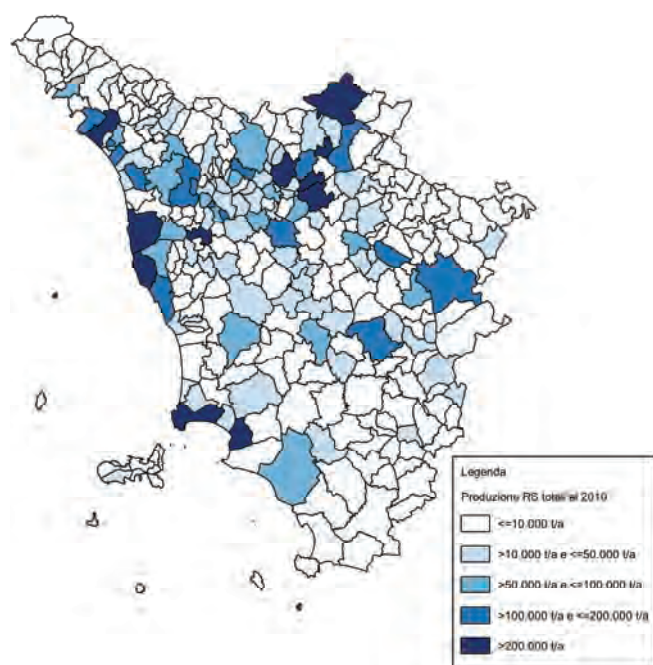 Legenda
Produzione RS totali al 2010
<=10.000 t/a
>10.000 t/a e <=50.000 t/a
>50.000 t/a e <=100.000 t/a
>100.000 t/a e <=200.000 t/a
>200.000 t/a